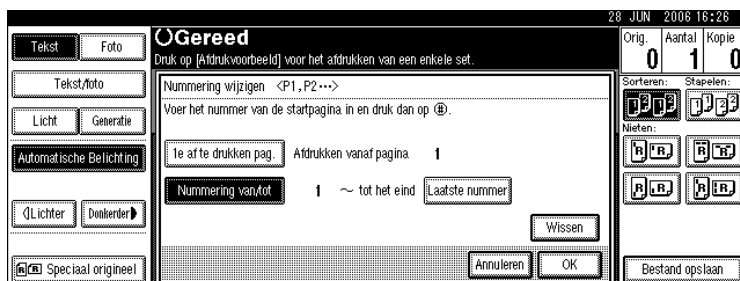 28 JUN 2006 16:26
Tekst Foto
Tekst/foto
Licht Generatie
Automatische Belichting
Lichter Donkerder
Speciaal origineel
Gereed
Druk op [Afdrukvoorbeeld] voor het afdrukken van een enkele set.
Nummering wijzigen <P1,P2···>
Voer het nummer van de startpagina in en druk dan op (#).
1e af te drukken pag. Afdrukken vanaf pagina 1
Nummering van/tot 1 ~ tot het eind Laatste nummer
Wissen
Annuleren OK
Orig. Aantal Kopie
0 1 0
Sorteren: Stapelen:
Nieten:
Bestand opslaan